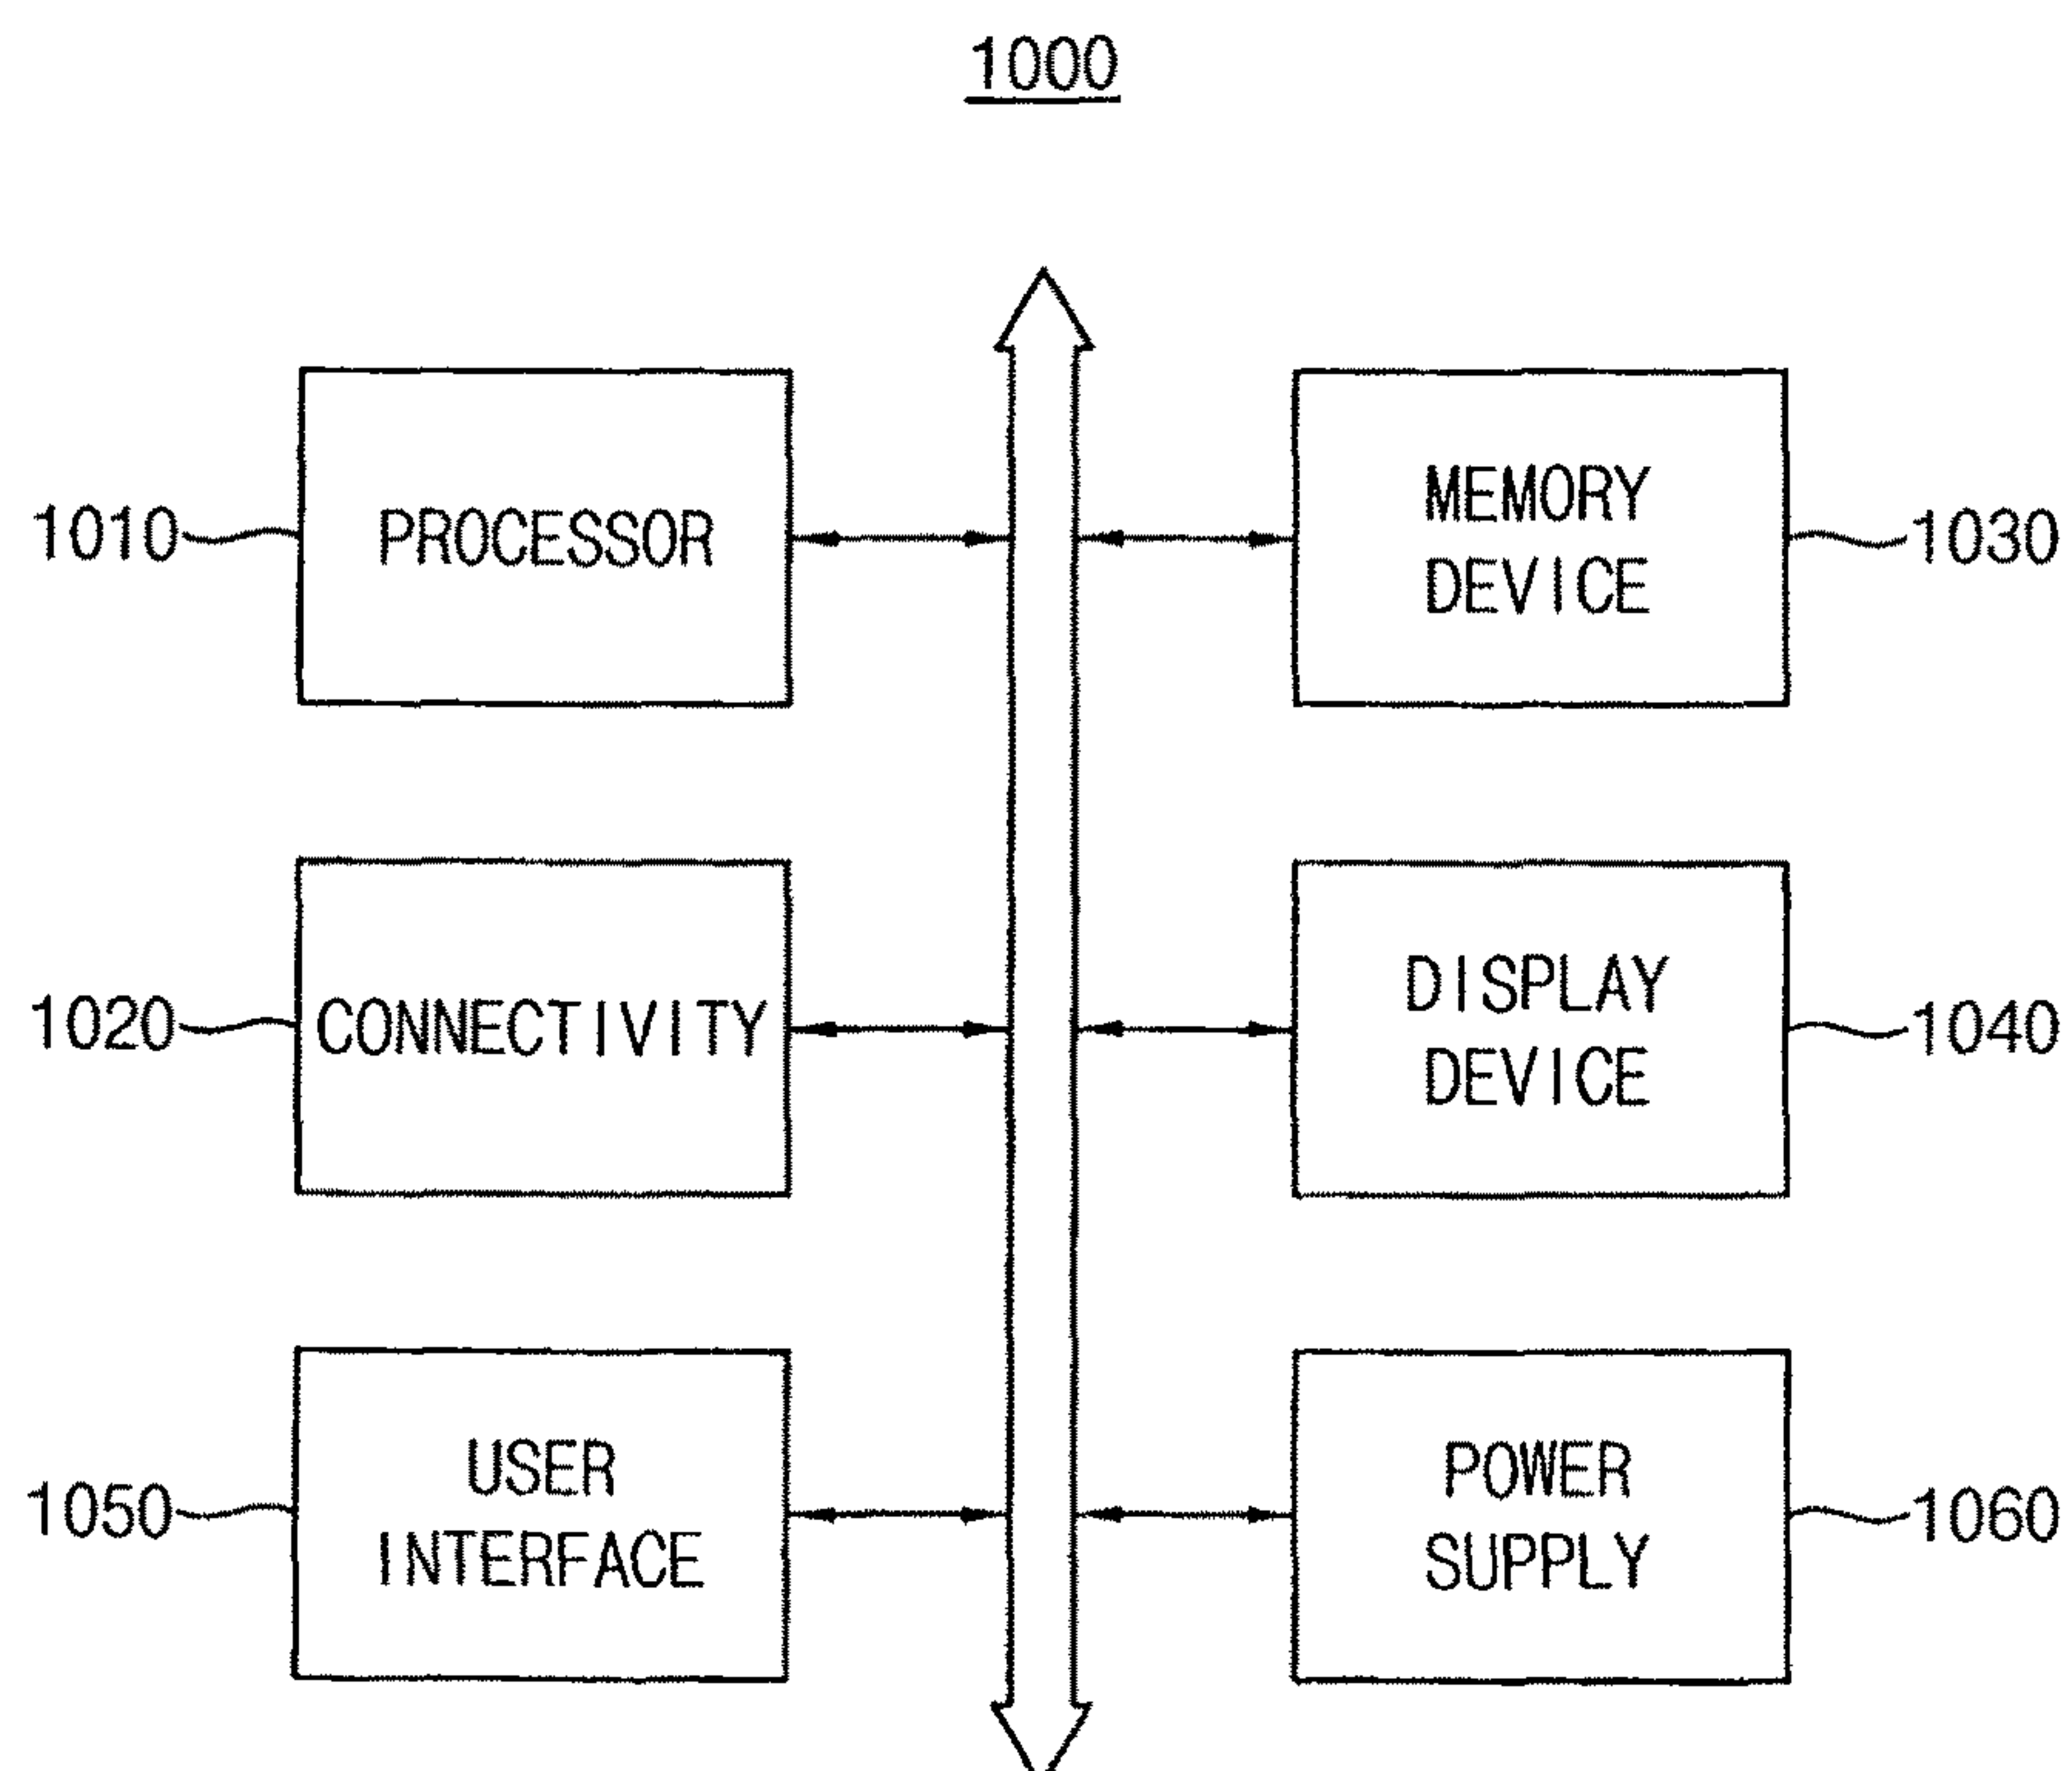 1000
1010
PROCESSOR
MEMORY
DEVICE
1030
1020
CONNECTIVITY
DISPLAY
DEVICE
1040
1050
USER
INTERFACE
POWER
SUPPLY
1060